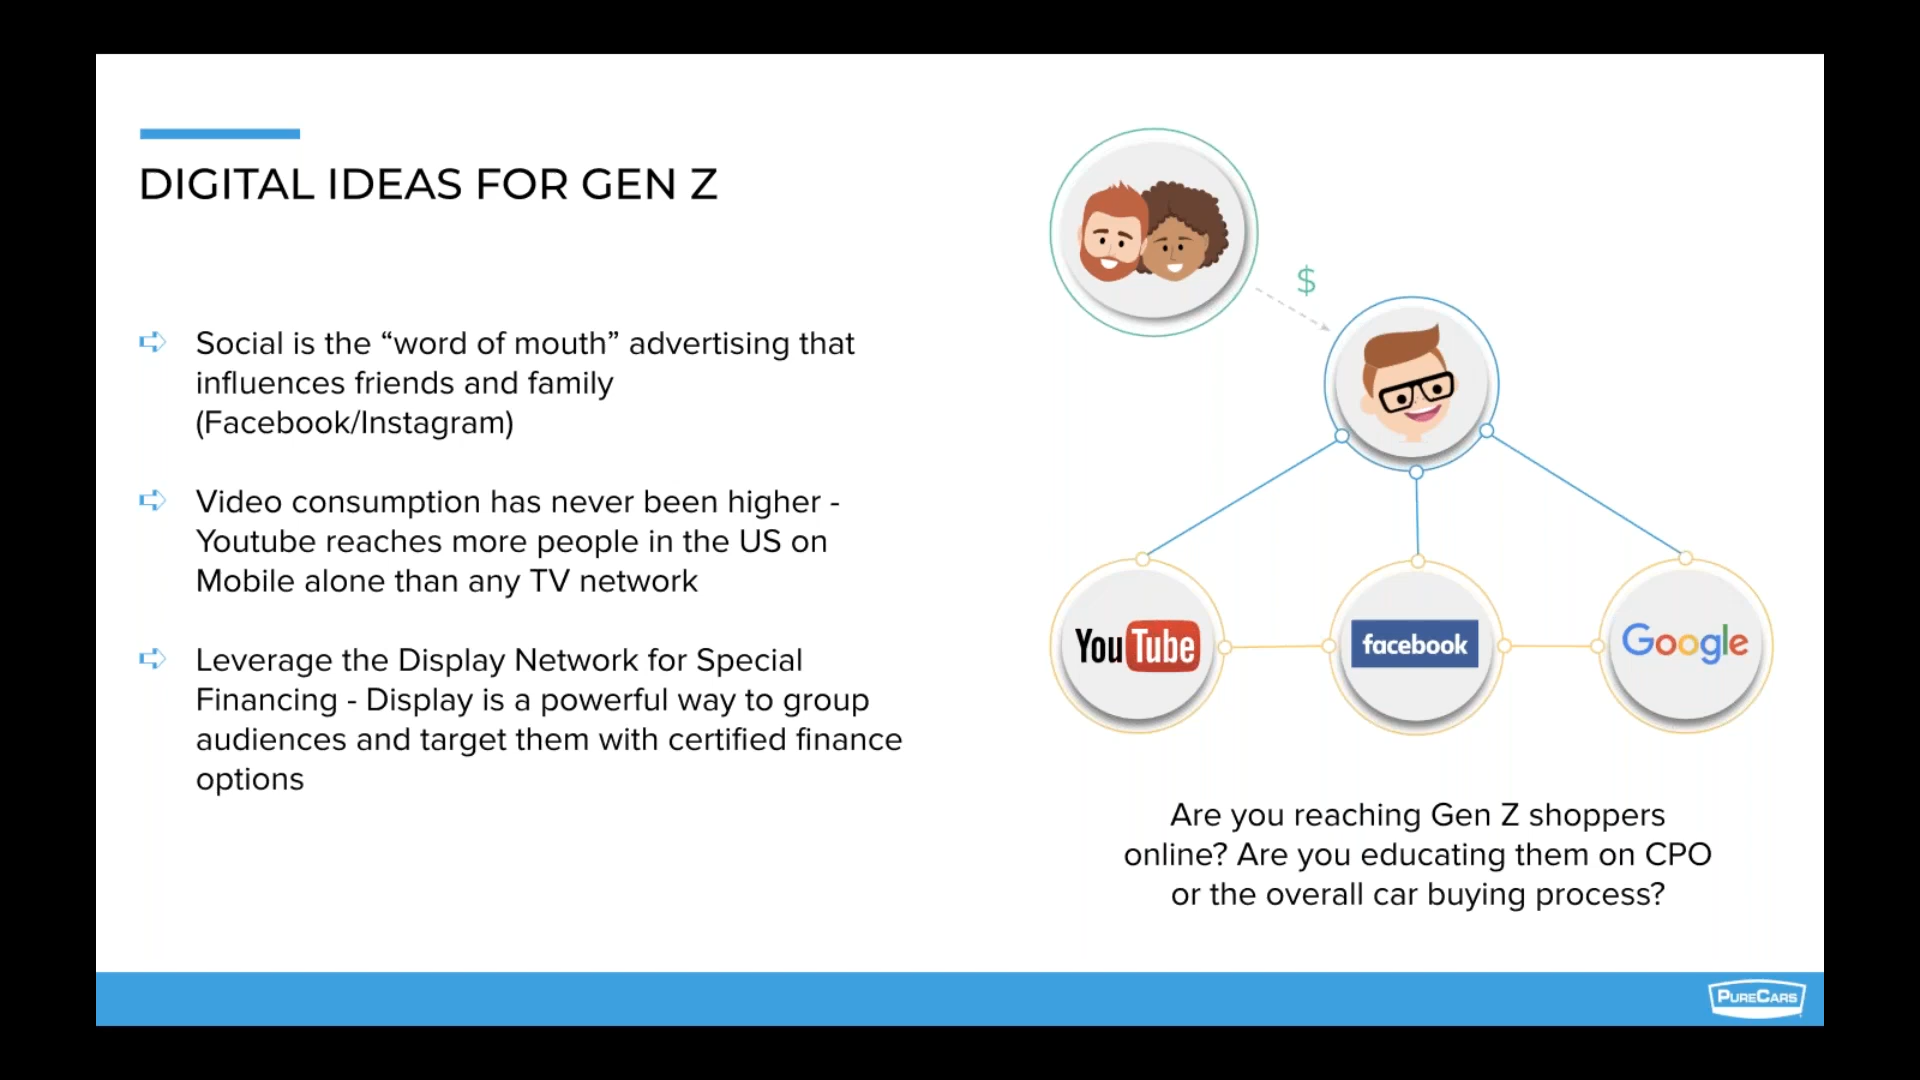 DIGITAL IDEAS FOR GEN Z
Social is the “word of mouth” advertising that
influences friends and family
(Facebook/Instagram)
Video consumption has never been higher -
Youtube reaches more people in the US on
Mobile alone than any TV network
Leverage the Display Network for Special
Financing - Display is a powerful way to group
audiences and target them with certified finance
options
$
YouTube
facebook
Google
Are you reaching Gen Z shoppers
online? Are you educating them on CPO
or the overall car buying process?
PURECARS